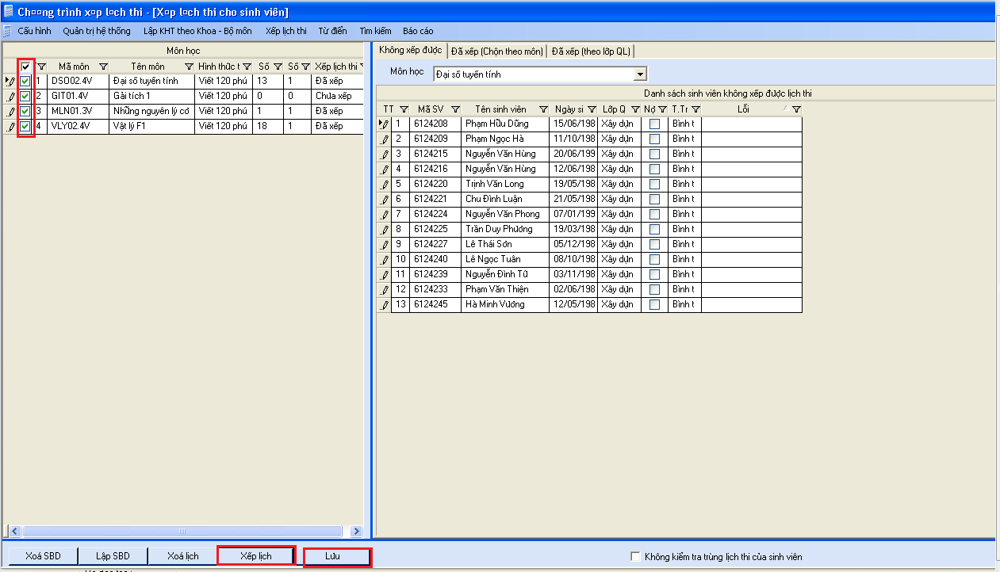 Ch¤¤ng trình x¤p l¤ch thi - [X¤p l¤ch thi cho sinh viên]
Cấu hình Quản trị hệ thống Lập KHT theo Khoa - Bộ môn Xếp lịch thi Từ điển Tìm kiếm Báo cáo
Môn học
Mã môn Tên môn Hình thức t Số Số Xếp lịch thi
1 DSO02.4V Đại số tuyến tính Viết 120 phú 13 1 Đã xếp
2 GIT01.4V Gải tích 1 Viết 120 phú 0 0 Chưa xếp
3 MLN01.3V Những nguyên lý cơ Viết 120 phú 1 1 Đã xếp
4 VLY02.4V Vật lý F1 Viết 120 phú 18 1 Đã xếp
Không xếp được Đã xếp (Chọn theo môn) Đã xếp (theo lớp QL)
Môn học Đại số tuyến tính
Danh sách sinh viên không xếp được lịch thi
TT Mã SV Tên sinh viên Ngày si Lớp Q Nợ T.Tr Lỗi
1 6124208 Phạm Hữu Dũng 15/06/198 Xây dựn Bình t
2 6124209 Phạm Ngọc Hà 11/10/198 Xây dựn Bình t
3 6124215 Nguyễn Văn Hùng 20/06/199 Xây dựn Bình t
4 6124216 Nguyễn Văn Hùng 12/06/198 Xây dựn Bình t
5 6124220 Trịnh Văn Long 19/05/198 Xây dựn Bình t
6 6124221 Chu Đình Luận 21/05/198 Xây dựn Bình t
7 6124224 Nguyễn Văn Phong 07/01/199 Xây dựn Bình t
8 6124225 Trần Duy Phương 19/03/198 Xây dựn Bình t
9 6124227 Lê Thái Sơn 05/12/198 Xây dựn Bình t
10 6124240 Lê Ngọc Tuân 08/10/198 Xây dựn Bình t
11 6124239 Nguyễn Đình Tữ 03/11/198 Xây dựn Bình t
12 6124233 Phạm Văn Thiện 02/06/198 Xây dựn Bình t
13 6124245 Hà Minh Vương 12/05/198 Xây dựn Bình t
Xoá SBD Lập SBD Xoá lịch Xếp lịch Lưu Không kiểm tra trùng lịch thi của sinh viên